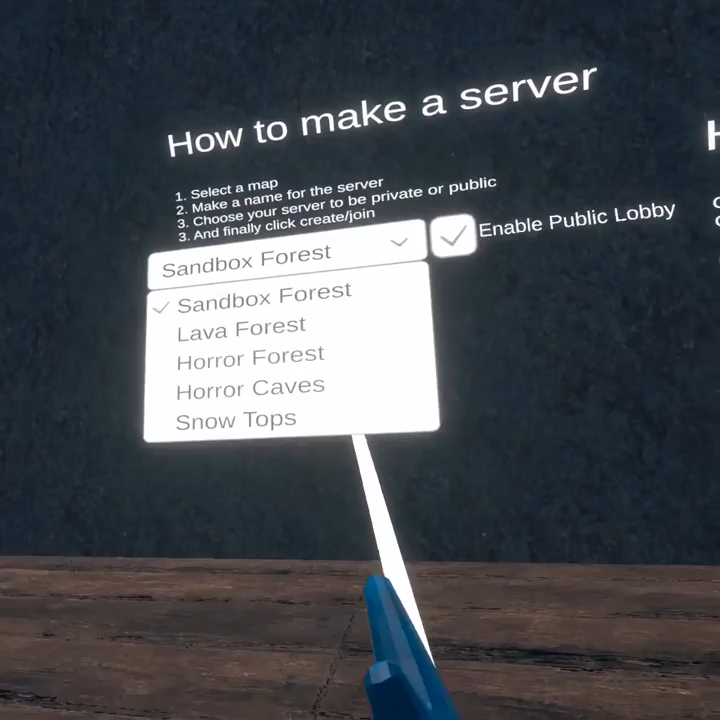 How to make a server
1. Select a map
2. Make a name for the server
3. Choose your server to be private or public
3. And finally click create/join
Sandbox Forest
Enable Public Lobby
Sandbox Forest
Lava Forest
Horror Forest
Horror Caves
Snow Tops